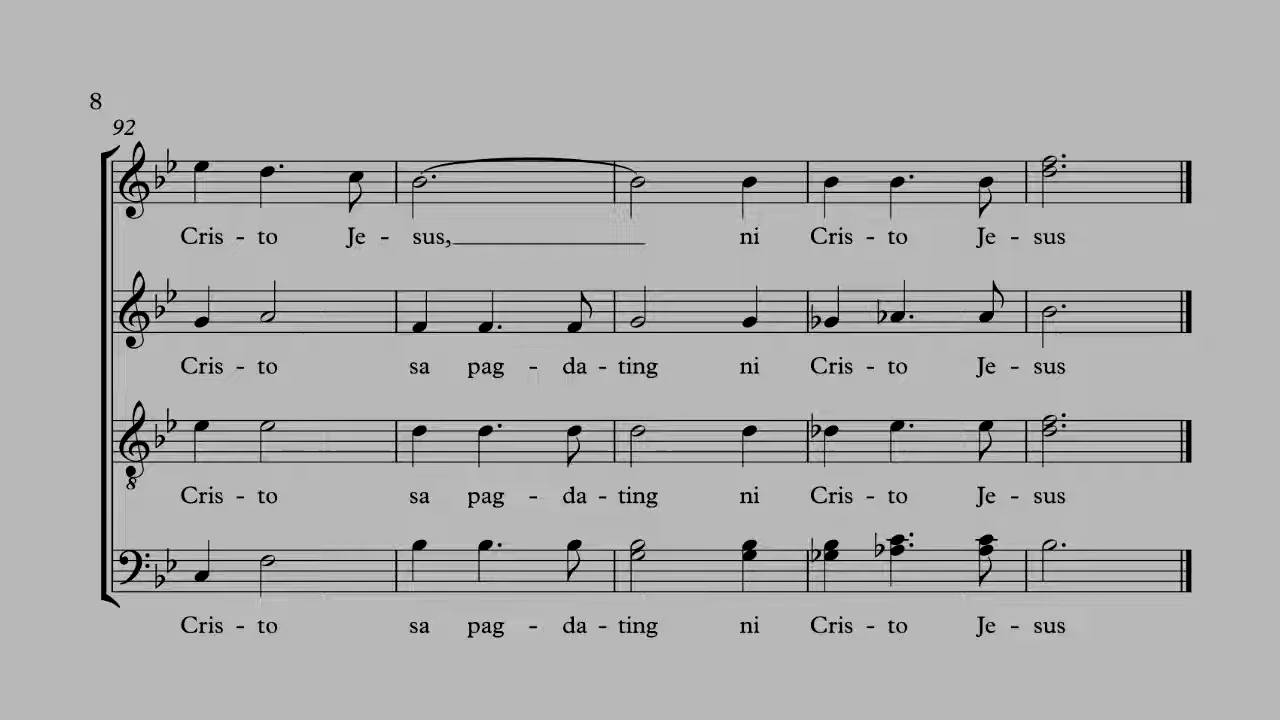 8
92
Cris - to Je - sus, ni Cris - to Je - sus
Cris - to sa pag - da - ting ni Cris - to Je - sus
8
Cris - to sa pag - da - ting ni Cris - to Je - sus
Cris - to sa pag - da - ting ni Cris - to Je - sus